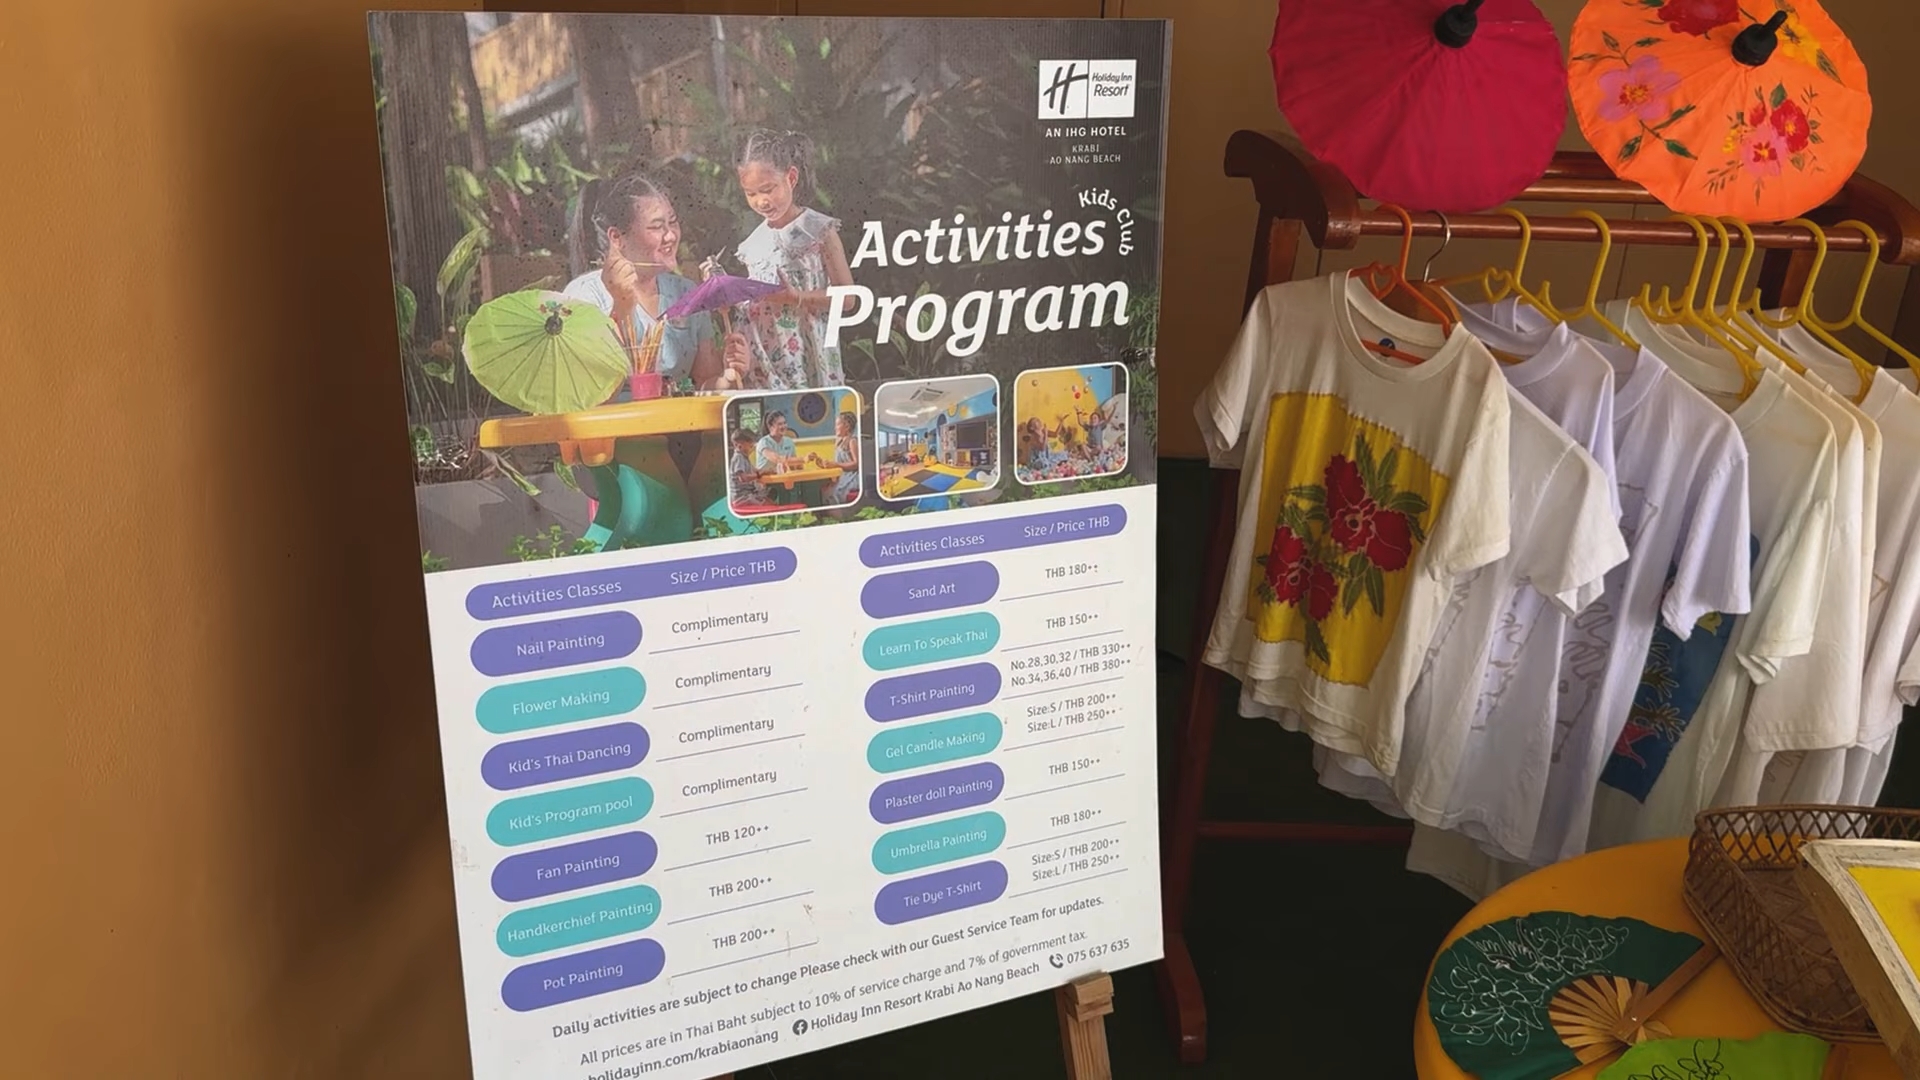 Holiday Inn
Resort
AN IHG HOTEL
KRABI
AO NANG BEACH
Kids Club
Activities
Program
Activities Classes Size / Price THB
Nail Painting Complimentary
Flower Making Complimentary
Kid's Thai Dancing Complimentary
Kid's Program pool Complimentary
Fan Painting THB 120++
Handkerchief Painting THB 200++
Pot Painting THB 200++
Activities Classes Size / Price THB
Sand Art THB 180++
Learn To Speak Thai THB 150++
T-Shirt Painting No.28,30,32 / THB 330++
No.34,36,40 / THB 380++
Gel Candle Making Size:S / THB 200++
Size:L / THB 250++
Plaster doll Painting THB 150++
Umbrella Painting THB 180++
Tie Dye T-Shirt Size:S / THB 200++
Size:L / THB 250++
Daily activities are subject to change Please check with our Guest Service Team for updates.
All prices are in Thai Baht subject to 10% of service charge and 7% of government tax.
holidayinn.com/krabiaonang Holiday Inn Resort Krabi Ao Nang Beach 075 637 635